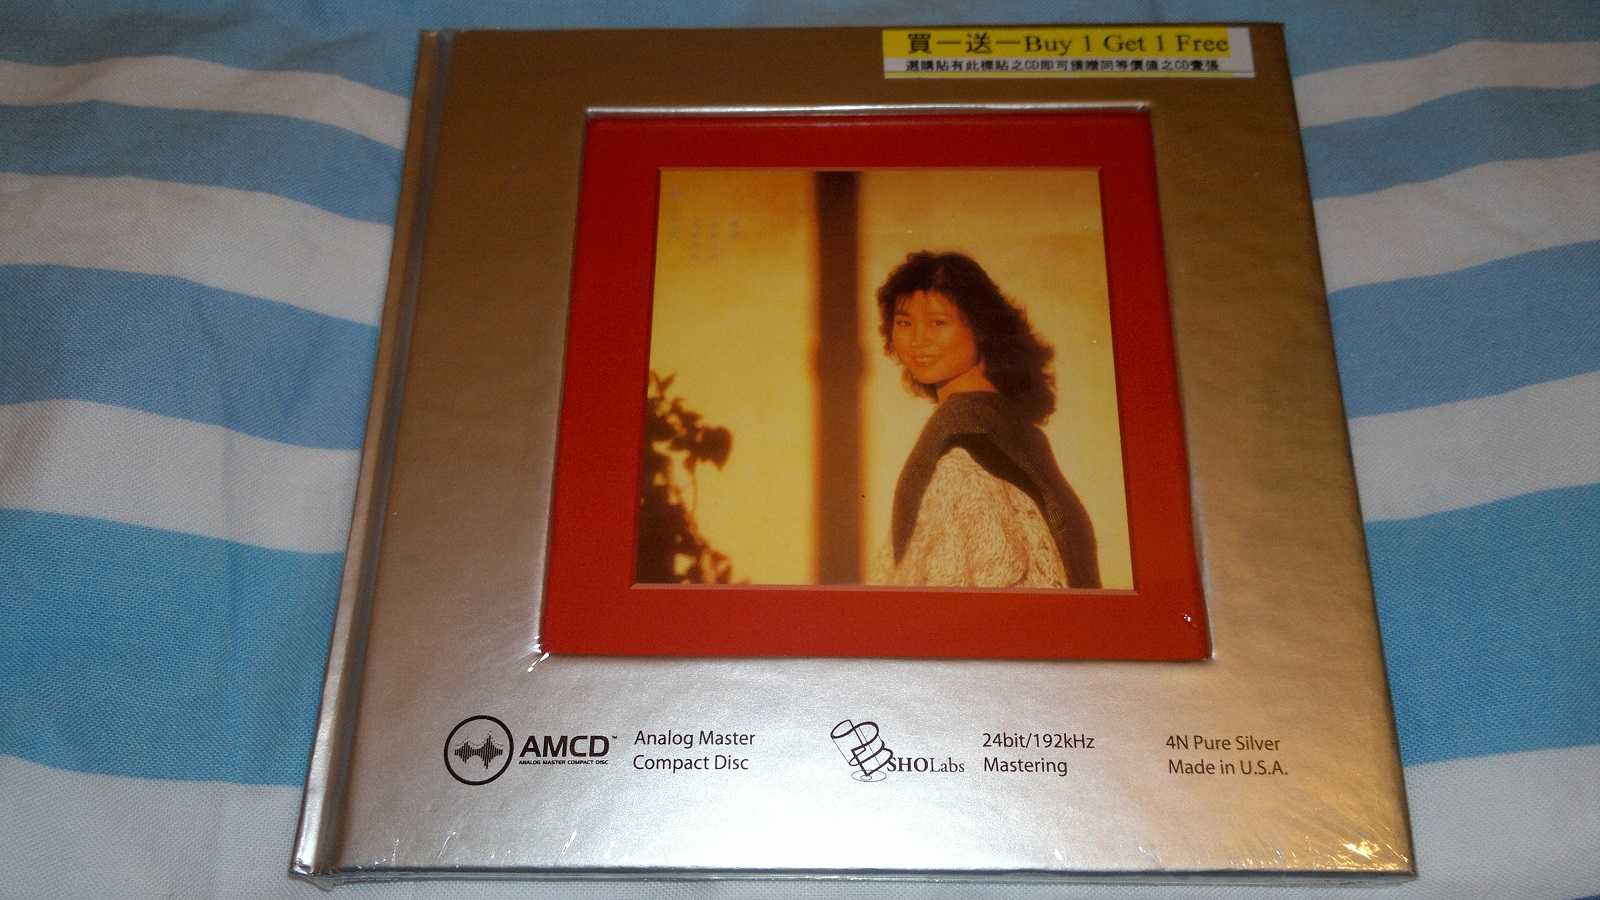 買一送一Buy 1 Get 1 Free
選購貼有此標貼之CD即可獲贈同等價值之CD壹張
AMCD™
ANALOG MASTER COMPACT DISC
Analog Master
Compact Disc
SHOLabs
24bit/192kHz
Mastering
4N Pure Silver
Made in U.S.A.